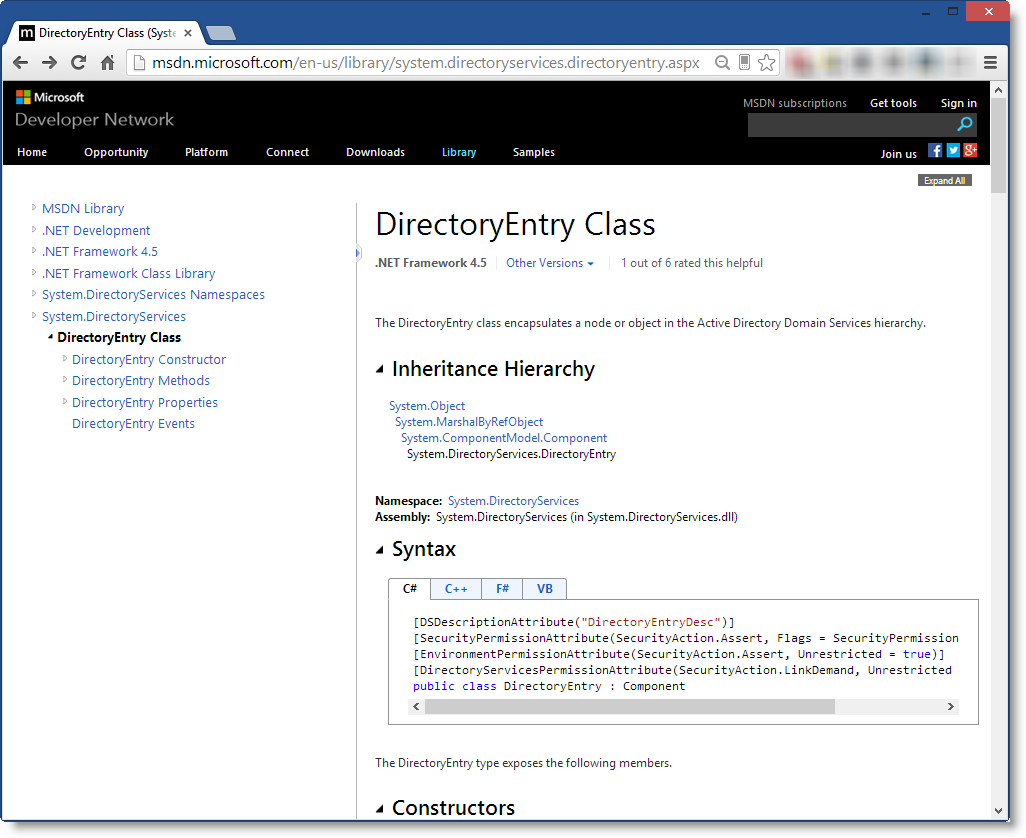 DirectoryEntry Class (Syste
msdn.microsoft.com/en-us/library/system.directoryservices.directoryentry.aspx
Microsoft
Developer Network
MSDN subscriptions Get tools Sign in
Home Opportunity Platform Connect Downloads Library Samples
Join us
Expand All
MSDN Library
.NET Development
.NET Framework 4.5
.NET Framework Class Library
System.DirectoryServices Namespaces
System.DirectoryServices
DirectoryEntry Class
DirectoryEntry Constructor
DirectoryEntry Methods
DirectoryEntry Properties
DirectoryEntry Events
DirectoryEntry Class
.NET Framework 4.5 Other Versions 1 out of 6 rated this helpful
The DirectoryEntry class encapsulates a node or object in the Active Directory Domain Services hierarchy.
Inheritance Hierarchy
System.Object
System.MarshalByRefObject
System.ComponentModel.Component
System.DirectoryServices.DirectoryEntry
Namespace: System.DirectoryServices
Assembly: System.DirectoryServices (in System.DirectoryServices.dll)
Syntax
C# C++ F# VB
[DSDescriptionAttribute("DirectoryEntryDesc")]
[SecurityPermissionAttribute(SecurityAction.Assert, Flags = SecurityPermission
[EnvironmentPermissionAttribute(SecurityAction.Assert, Unrestricted = true)]
[DirectoryServicesPermissionAttribute(SecurityAction.LinkDemand, Unrestricted
public class DirectoryEntry : Component
The DirectoryEntry type exposes the following members.
Constructors